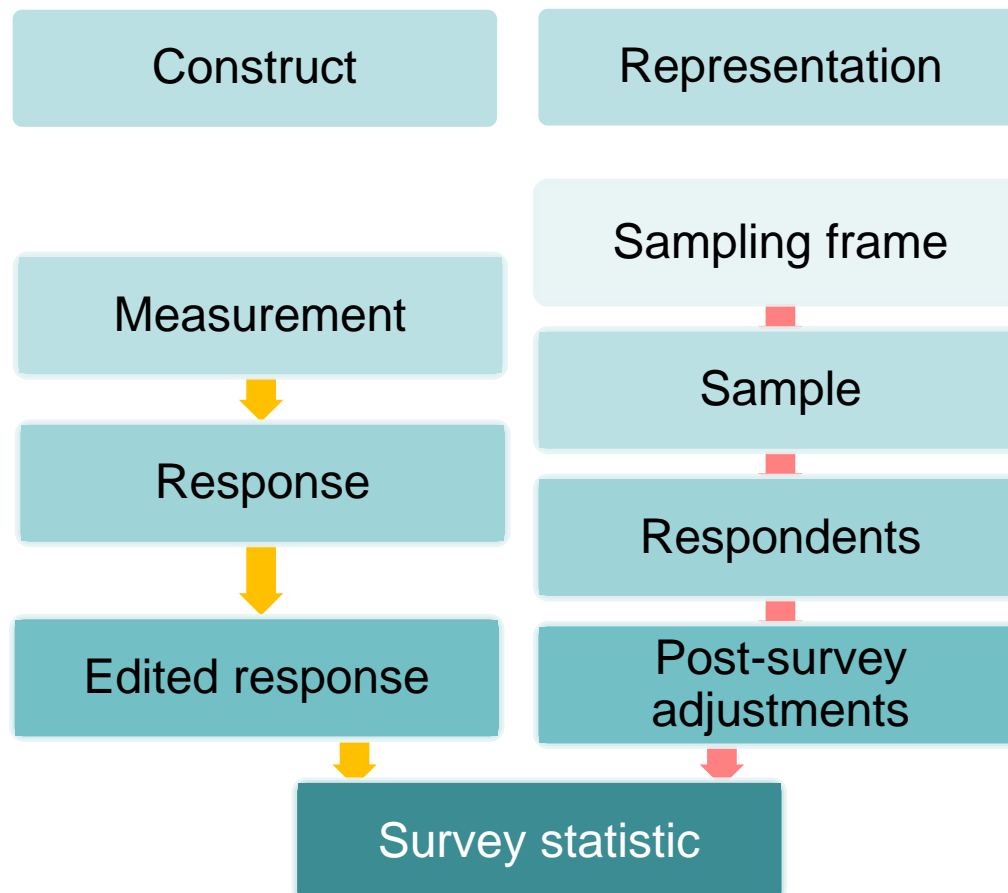 Construct
Representation
Sampling frame
Measurement
Sample
Response
Respondents
Edited response
Post-survey
adjustments
Survey statistic